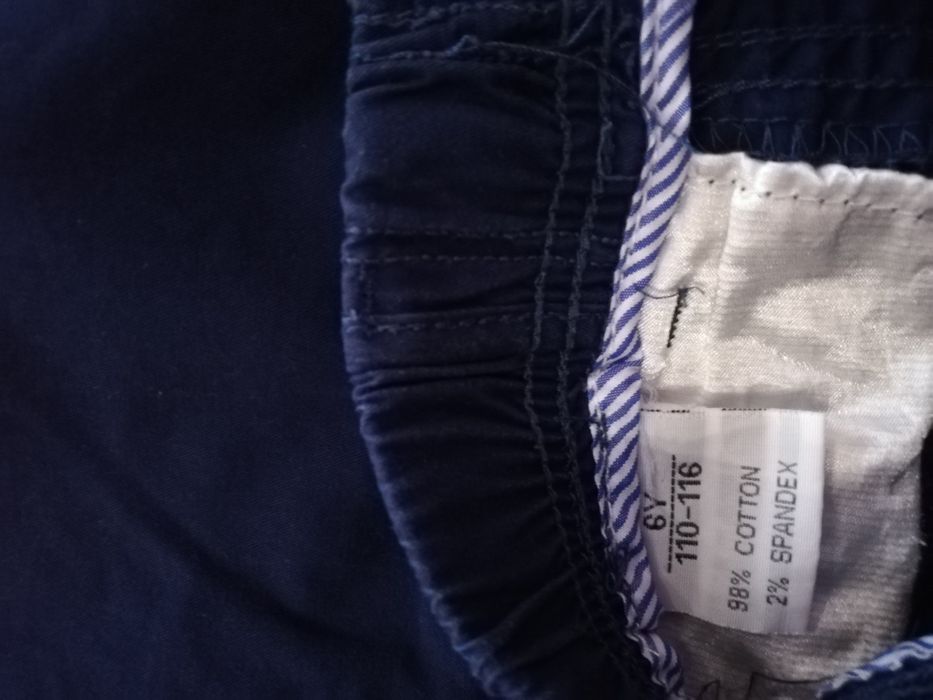 6Y
110-116
98% COTTON
2% SPANDEX